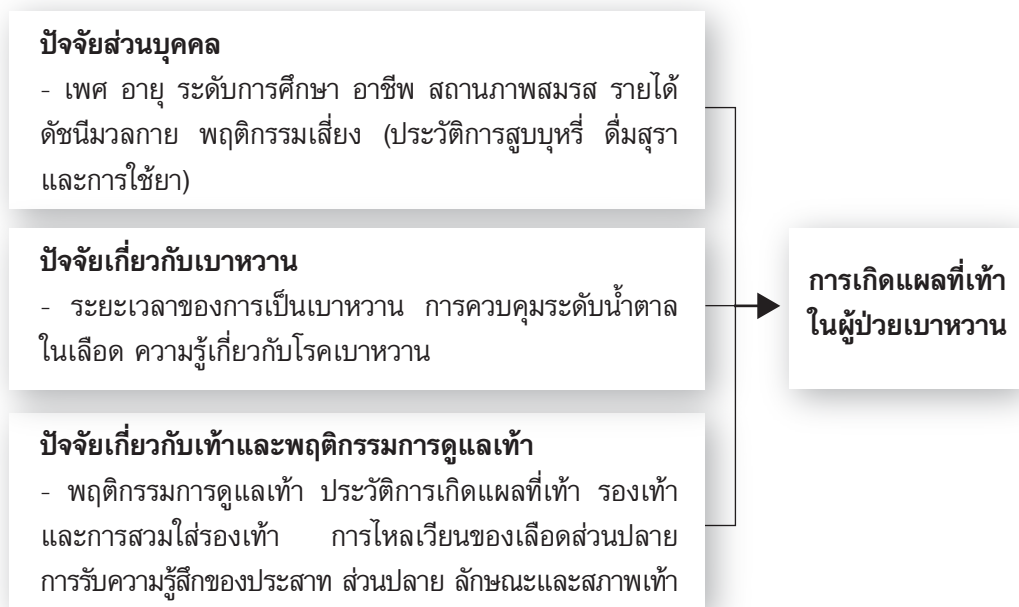 ปัจจัยส่วนบุคคล
- เพศ อายุ ระดับการศึกษา อาชีพ สถานภาพสมรส รายได้
ดัชนีมวลกาย พฤติกรรมเสี่ยง (ประวัติการสูบบุหรี่ ดื่มสุรา
และการใช้ยา)
ปัจจัยเกี่ยวกับเบาหวาน
- ระยะเวลาของการเป็นเบาหวาน การควบคุมระดับน้ำตาล
ในเลือด ความรู้เกี่ยวกับโรคเบาหวาน
ปัจจัยเกี่ยวกับเท้าและพฤติกรรมการดูแลเท้า
- พฤติกรรมการดูแลเท้า ประวัติการเกิดแผลที่เท้า รองเท้า
และการสวมใส่รองเท้า การไหลเวียนของเลือดส่วนปลาย
การรับความรู้สึกของประสาท ส่วนปลาย ลักษณะและสภาพเท้า
การเกิดแผลที่เท้า
ในผู้ป่วยเบาหวาน